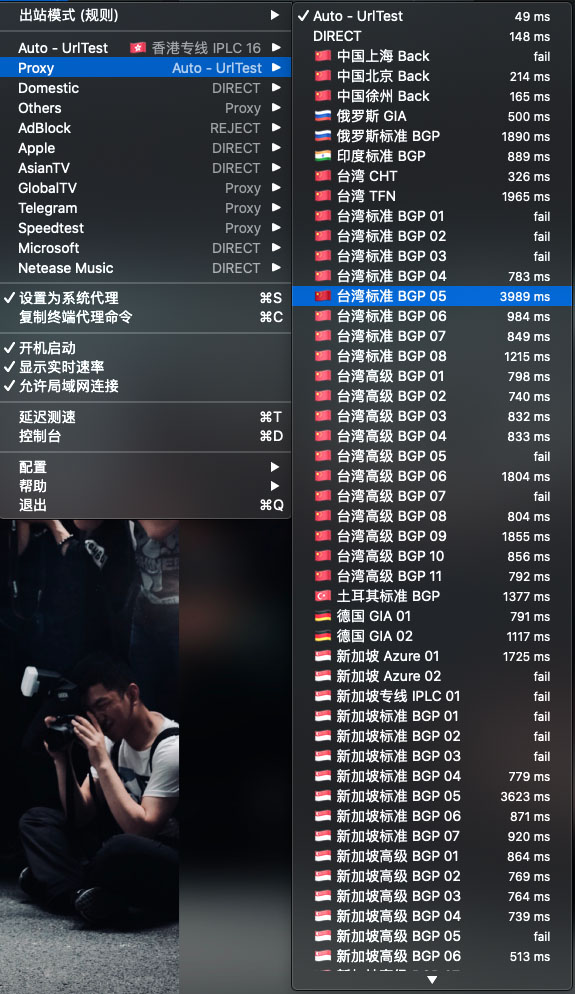 出站模式 (规则)
Auto - UrlTest 🇭🇰 香港专线 IPLC 16
Proxy Auto - UrlTest
Domestic DIRECT
Others Proxy
AdBlock REJECT
Apple DIRECT
AsianTV DIRECT
GlobalTV Proxy
Telegram Proxy
Speedtest Proxy
Microsoft DIRECT
Netease Music DIRECT
✓ 设置为系统代理 ⌘S
复制终端代理命令 ⌘C
✓ 开机启动
✓ 显示实时速率
✓ 允许局域网连接
延迟测速 ⌘T
控制台 ⌘D
配置
帮助
退出 ⌘Q
✓ Auto - UrlTest 49 ms
DIRECT 148 ms
🇨🇳 中国上海 Back fail
🇨🇳 中国北京 Back 214 ms
🇨🇳 中国徐州 Back 165 ms
🇷🇺 俄罗斯 GIA 500 ms
🇷🇺 俄罗斯标准 BGP 1890 ms
🇮🇳 印度标准 BGP 889 ms
🇨🇳 台湾 CHT 326 ms
🇨🇳 台湾 TFN 1965 ms
🇨🇳 台湾标准 BGP 01 fail
🇨🇳 台湾标准 BGP 02 fail
🇨🇳 台湾标准 BGP 03 fail
🇨🇳 台湾标准 BGP 04 783 ms
🇨🇳 台湾标准 BGP 05 3989 ms
🇨🇳 台湾标准 BGP 06 984 ms
🇨🇳 台湾标准 BGP 07 849 ms
🇨🇳 台湾标准 BGP 08 1215 ms
🇨🇳 台湾高级 BGP 01 798 ms
🇨🇳 台湾高级 BGP 02 740 ms
🇨🇳 台湾高级 BGP 03 832 ms
🇨🇳 台湾高级 BGP 04 833 ms
🇨🇳 台湾高级 BGP 05 fail
🇨🇳 台湾高级 BGP 06 1804 ms
🇨🇳 台湾高级 BGP 07 fail
🇨🇳 台湾高级 BGP 08 804 ms
🇨🇳 台湾高级 BGP 09 1855 ms
🇨🇳 台湾高级 BGP 10 856 ms
🇨🇳 台湾高级 BGP 11 792 ms
🇹🇷 土耳其标准 BGP 1377 ms
🇩🇪 德国 GIA 01 791 ms
🇩🇪 德国 GIA 02 1117 ms
🇸🇬 新加坡 Azure 01 1725 ms
🇸🇬 新加坡 Azure 02 fail
🇸🇬 新加坡专线 IPLC 01 fail
🇸🇬 新加坡标准 BGP 01 fail
🇸🇬 新加坡标准 BGP 02 fail
🇸🇬 新加坡标准 BGP 03 fail
🇸🇬 新加坡标准 BGP 04 779 ms
🇸🇬 新加坡标准 BGP 05 3623 ms
🇸🇬 新加坡标准 BGP 06 871 ms
🇸🇬 新加坡标准 BGP 07 920 ms
🇸🇬 新加坡高级 BGP 01 864 ms
🇸🇬 新加坡高级 BGP 02 769 ms
🇸🇬 新加坡高级 BGP 03 764 ms
🇸🇬 新加坡高级 BGP 04 739 ms
🇸🇬 新加坡高级 BGP 05 fail
🇸🇬 新加坡高级 BGP 06 513 ms